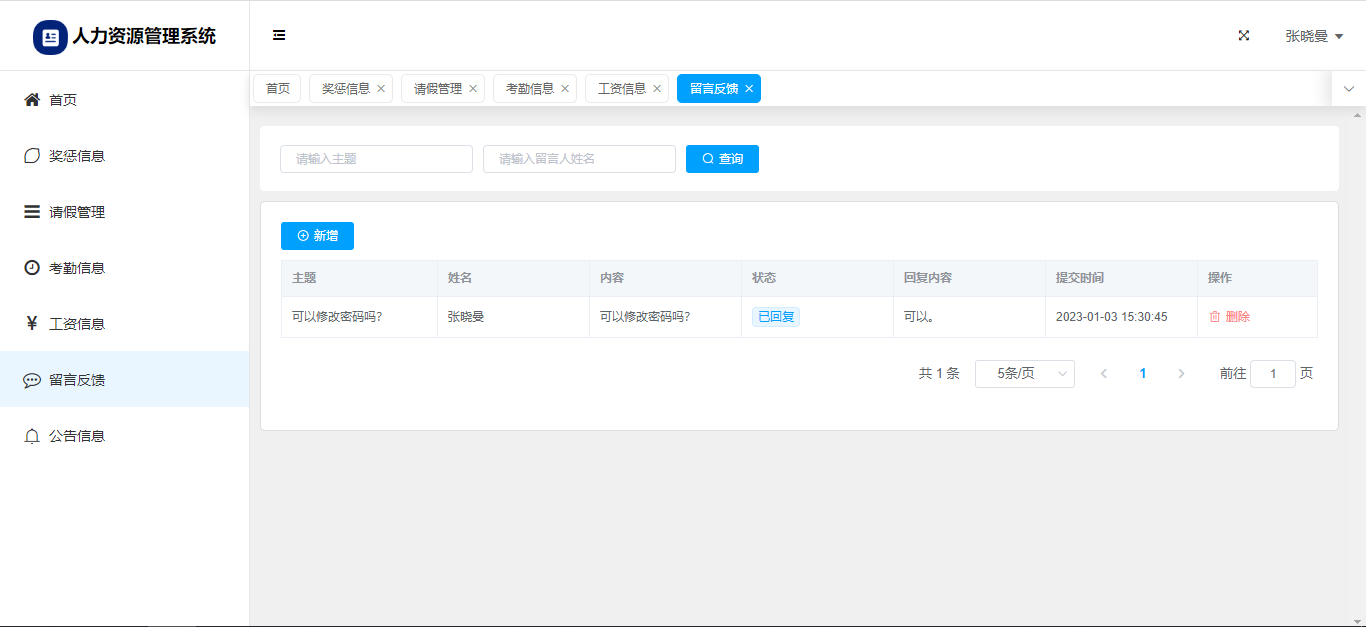 人力资源管理系统
张晓曼
首页
奖惩信息
请假管理
考勤信息
工资信息
留言反馈
公告信息
首页 奖惩信息 请假管理 考勤信息 工资信息 留言反馈
请输入主题 请输入留言人姓名 查询
新增
主题 姓名 内容 状态 回复内容 提交时间 操作
可以修改密码吗? 张晓曼 可以修改密码吗? 已回复 可以。 2023-01-03 15:30:45 删除
共 1 条 5条/页 1 前往 1 页